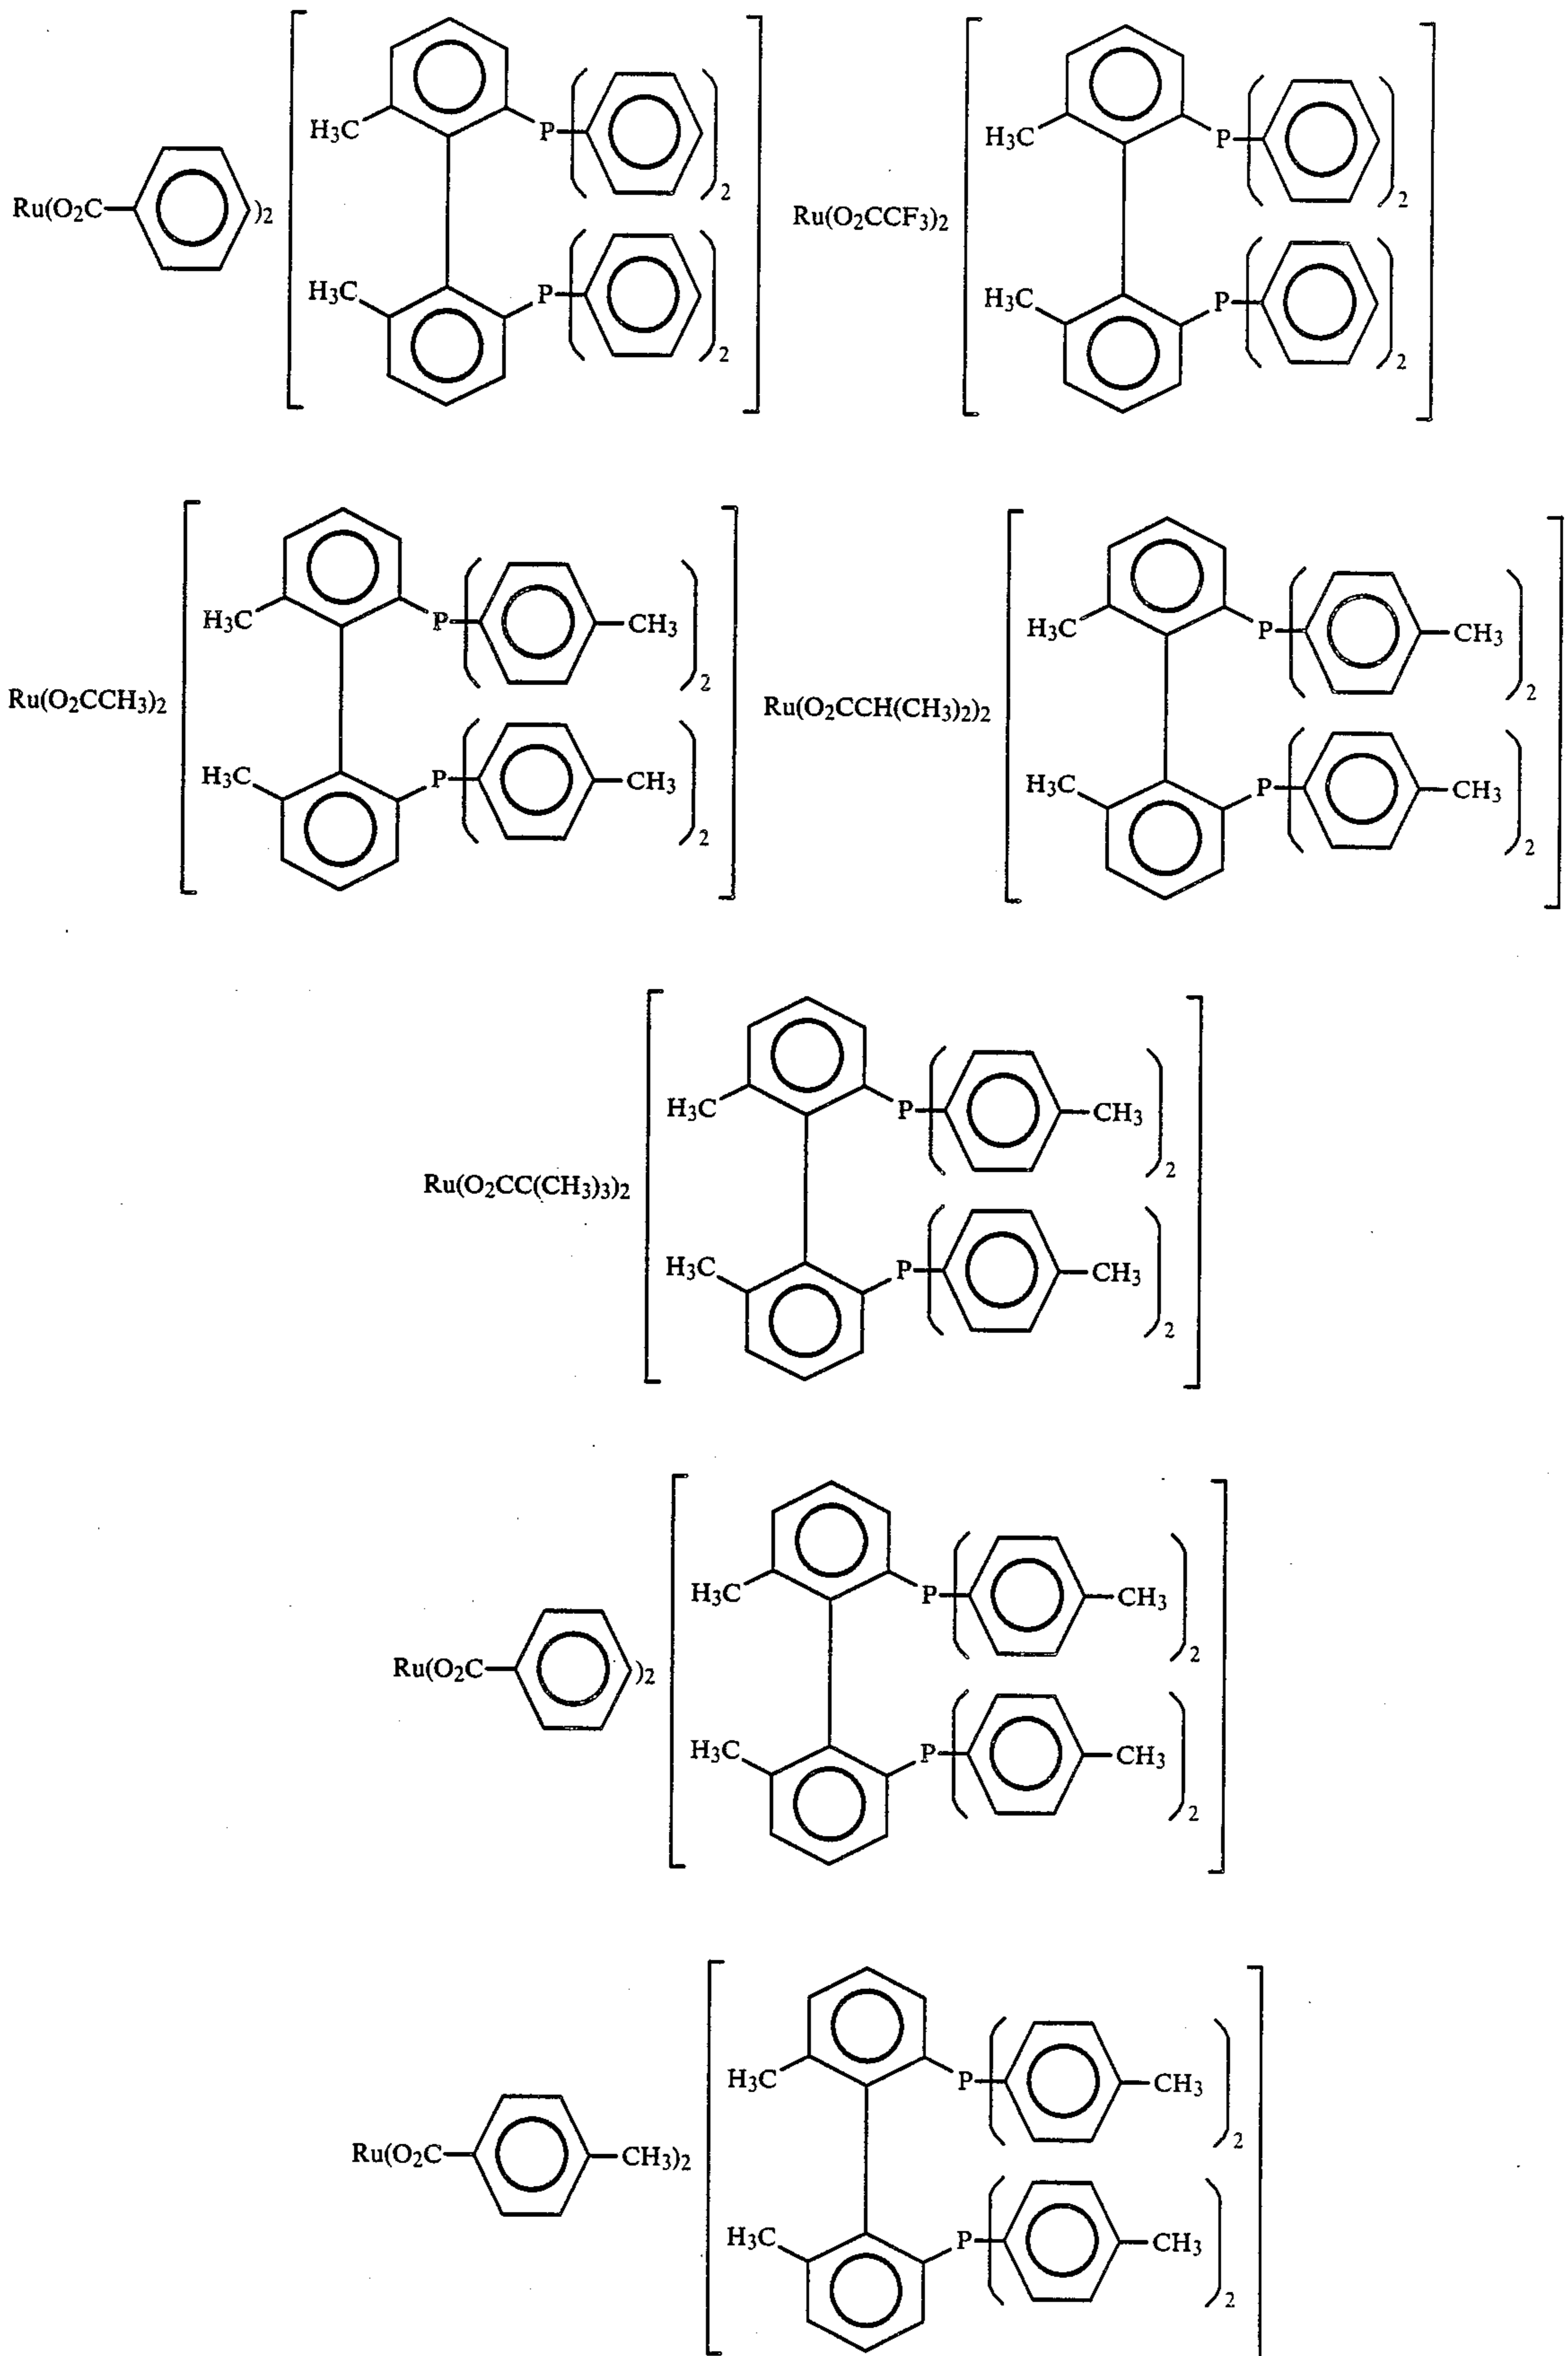 Ru(O2C )2 H3C P 2 H3C P 2
Ru(O2CCF3)2 H3C P 2 H3C P 2
Ru(O2CCH3)2 H3C P CH3 2 H3C P CH3 2
Ru(O2CCH(CH3)2)2 H3C P CH3 2 H3C P CH3 2
Ru(O2CC(CH3)3)2 H3C P CH3 2 H3C P CH3 2
Ru(O2C )2 H3C P CH3 2 H3C P CH3 2
Ru(O2C CH3)2 H3C P CH3 2 H3C P CH3 2